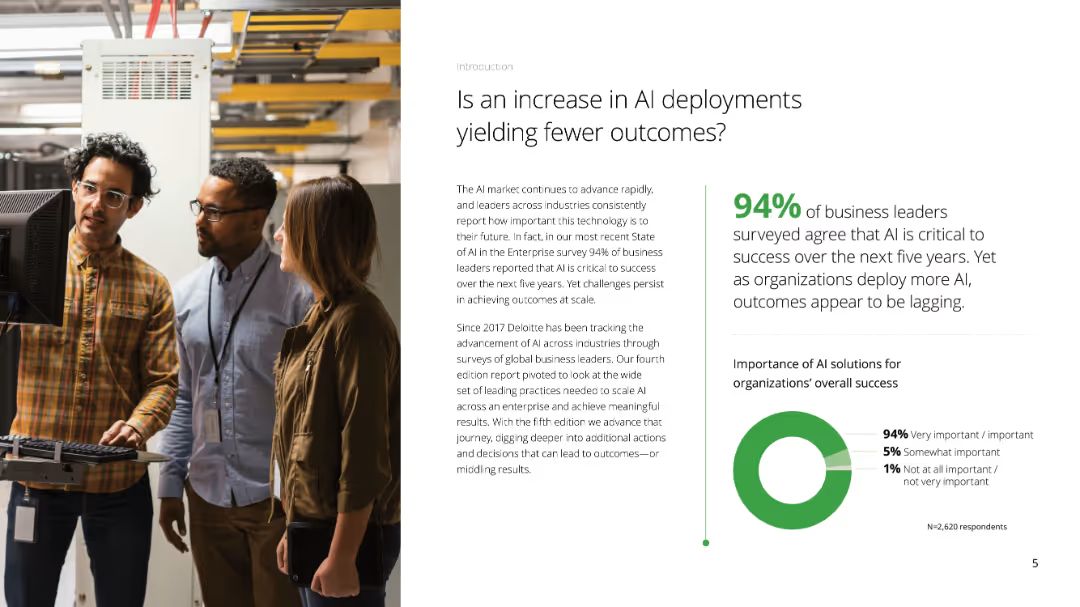 Introduction
Is an increase in AI deployments
yielding fewer outcomes?
The AI market continues to advance rapidly,
and leaders across industries consistently
report how important this technology is to
their future. In fact, in our most recent State
of AI in the Enterprise survey 94% of business
leaders reported that AI is critical to success
over the next five years. Yet challenges persist
in achieving outcomes at scale.
Since 2017 Deloitte has been tracking the
advancement of AI across industries through
surveys of global business leaders. Our fourth
edition report pivoted to look at the wide
set of leading practices needed to scale AI
across an enterprise and achieve meaningful
results. With the fifth edition we advance that
journey, digging deeper into additional actions
and decisions that can lead to outcomes—or
middling results.
94% of business leaders
surveyed agree that AI is critical to
success over the next five years. Yet
as organizations deploy more AI,
outcomes appear to be lagging.
Importance of AI solutions for
organizations’ overall success
94% Very important / important
5% Somewhat important
1% Not at all important /
not very important
N=2,620 respondents
5